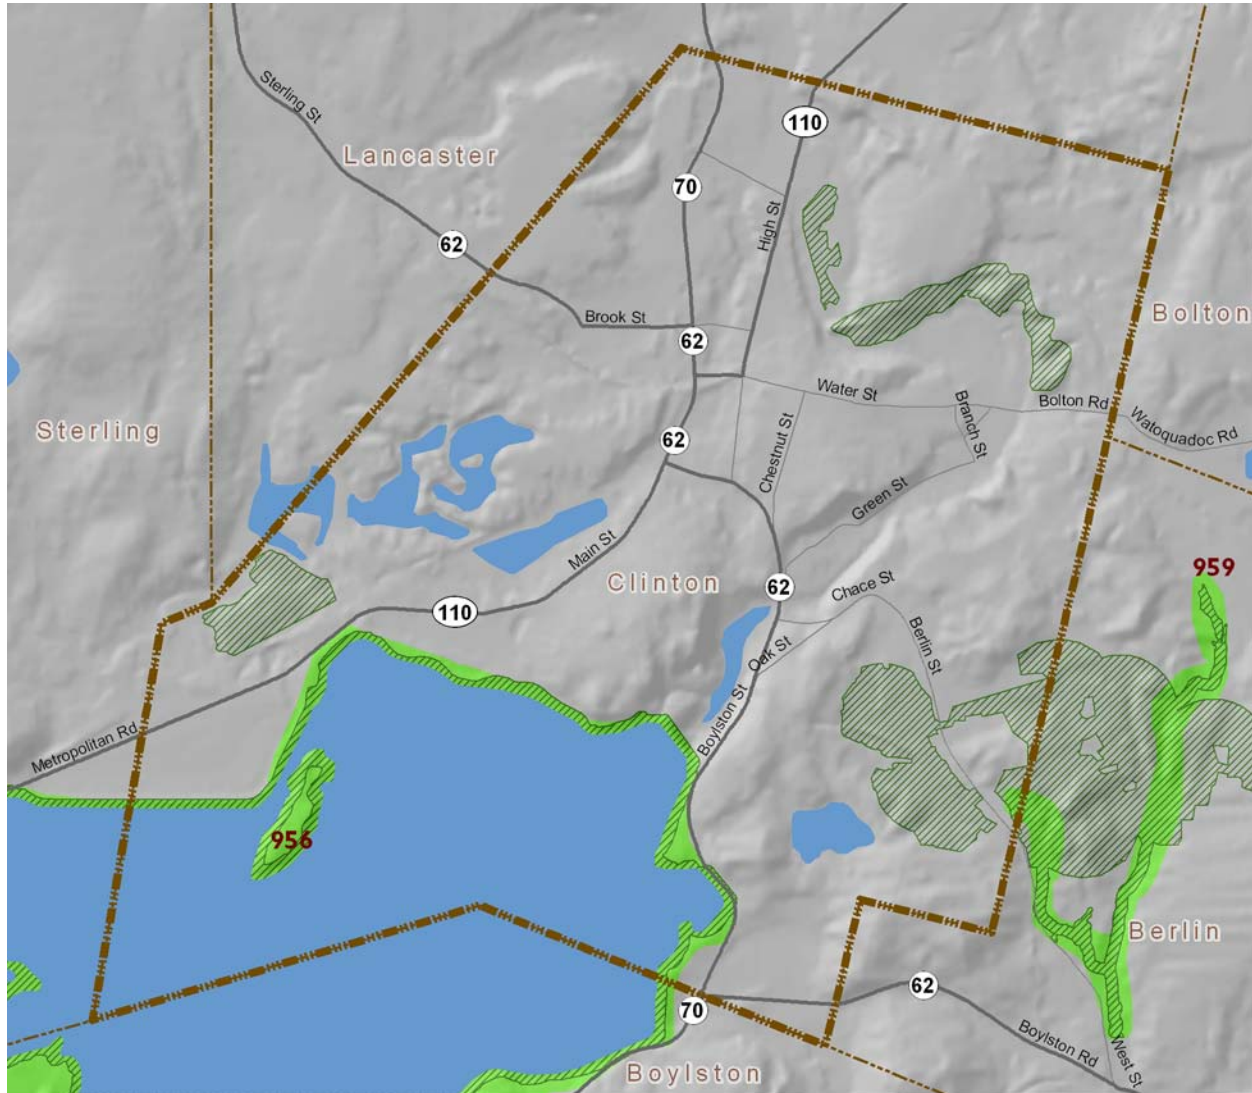 Sterling St
110
Lancaster
70
High St
62
Bolton
Brook St
62
Water St
Bolton Rd
Branch St
Watoquadoc Rd
Sterling
62
Chestnut St
Green St
Main St
959
Clinton
62
Chace St
110
Berlin St
Oak St
Boylston St
Metropolitan Rd
956
Berlin
62
70
Boylston Rd
West St
Boylston